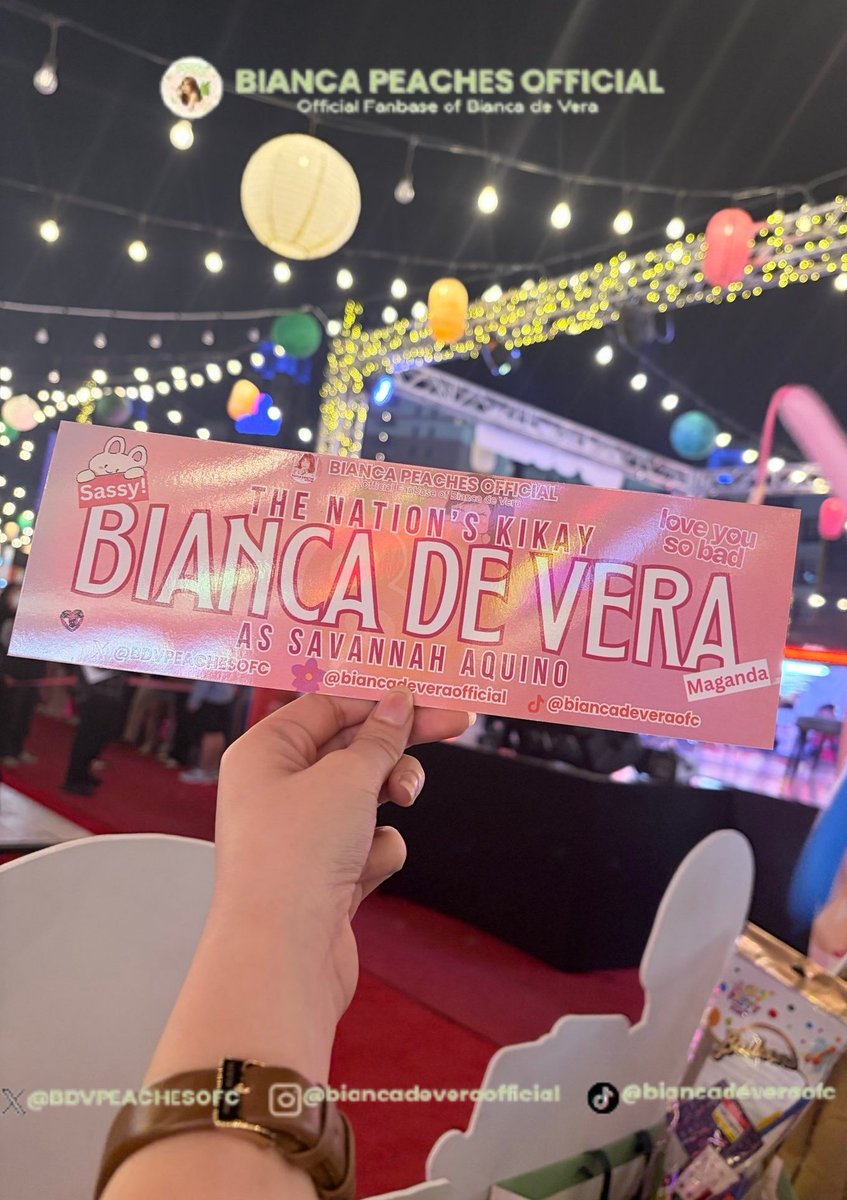 BIANCA PEACHES OFFICIAL
Official Fanbase of Bianca de Vera
Sassy!
BIANCA PEACHES OFFICIAL
Official Fanbase of Bianca de Vera
THE NATION'S KIKAY
love you
so bad
BIANCA DE VERA
AS SAVANNAH AQUINO
Maganda
@BDVPEACHESOFC
@biancadeveraofficial
@biancadeveraofc
@BDVPEACHESOFC
@biancadeveraofficial
@biancadeveraofc